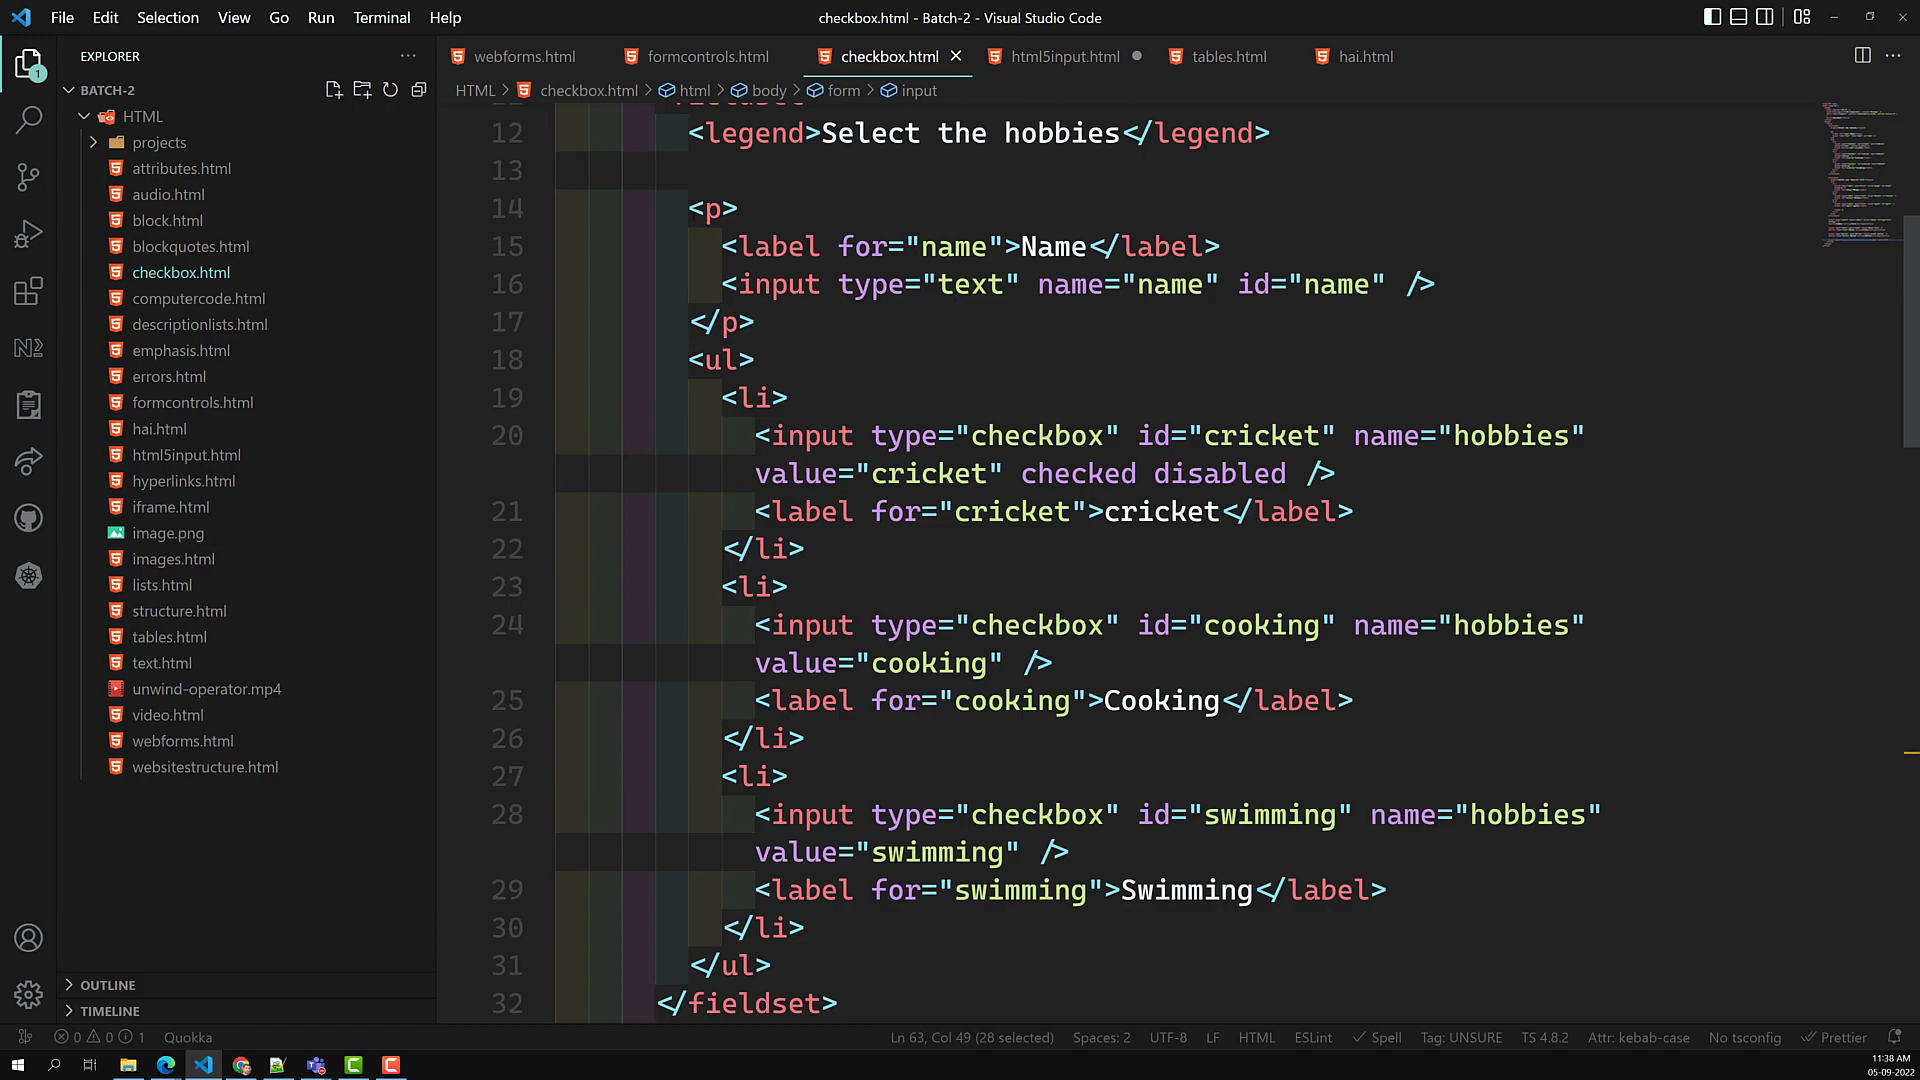 File Edit Selection View Go Run Terminal Help
checkbox.html - Batch-2 - Visual Studio Code
EXPLORER
webforms.html
formcontrols.html
checkbox.html
html5input.html
tables.html
hai.html
BATCH-2
HTML > checkbox.html > html > body > form > input
HTML
projects
attributes.html
audio.html
block.html
blockquotes.html
checkbox.html
computercode.html
descriptionlists.html
emphasis.html
errors.html
formcontrols.html
hai.html
html5input.html
hyperlinks.html
iframe.html
image.png
images.html
lists.html
structure.html
tables.html
text.html
unwind-operator.mp4
video.html
webforms.html
websitestructure.html
OUTLINE
TIMELINE
1
12 <legend>Select the hobbies</legend>
13
14 <p>
15 <label for="name">Name</label>
16 <input type="text" name="name" id="name" />
17 </p>
18 <ul>
19 <li>
20 <input type="checkbox" id="cricket" name="hobbies"
value="cricket" checked disabled />
21 <label for="cricket">cricket</label>
22 </li>
23 <li>
24 <input type="checkbox" id="cooking" name="hobbies"
value="cooking" />
25 <label for="cooking">Cooking</label>
26 </li>
27 <li>
28 <input type="checkbox" id="swimming" name="hobbies"
value="swimming" />
29 <label for="swimming">Swimming</label>
30 </li>
31 </ul>
32 </fieldset>
0 0 1 Quokka
Ln 63, Col 49 (28 selected) Spaces: 2 UTF-8 LF HTML ESLint Spell Tag: UNSURE TS 4.8.2 Attr: kebab-case No tsconfig Prettier
11:38 AM
05-09-2022